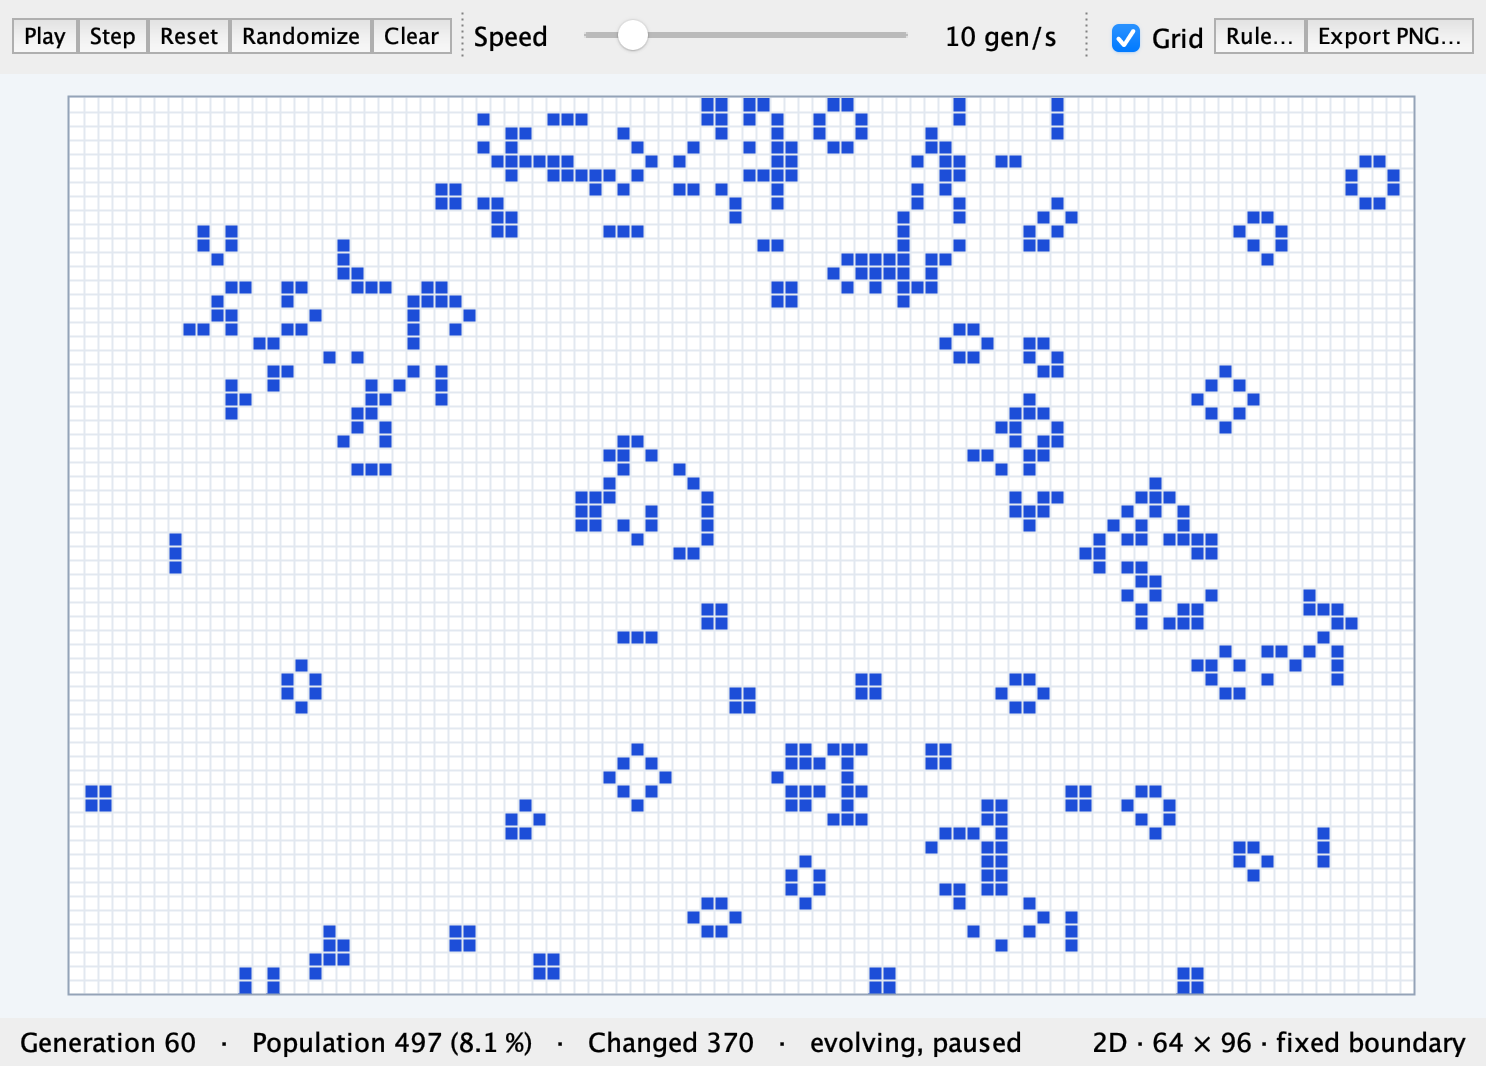 Play Step Reset Randomize Clear Speed 10 gen/s Grid Rule... Export PNG...
Generation 60 · Population 497 (8.1 %) · Changed 370 · evolving, paused 2D · 64 × 96 · fixed boundary